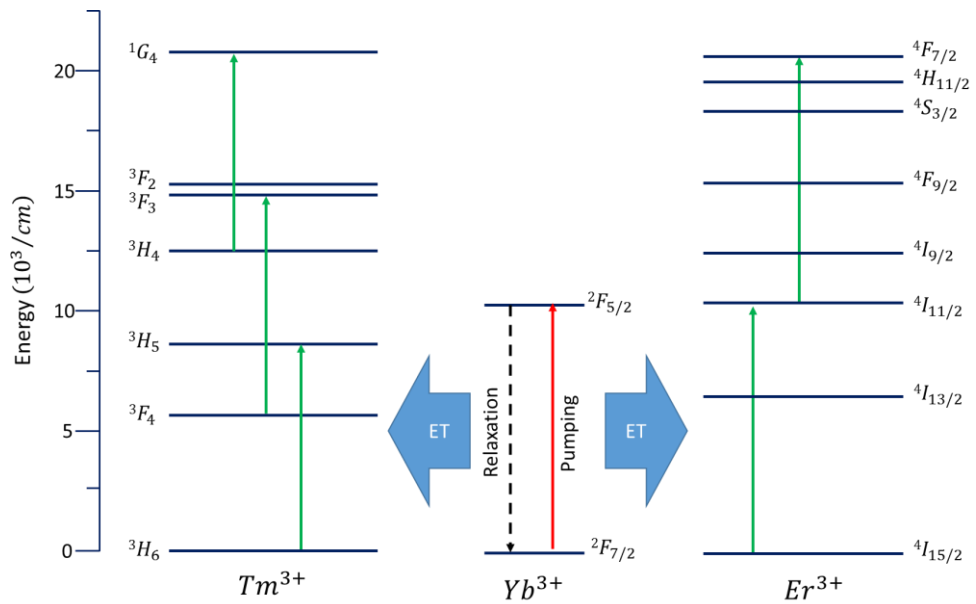 Energy (10³/cm)
20
15
10
5
0
¹G₄
³F₂
³F₃
³H₄
³H₅
³F₄
³H₆
Tm³⁺
ET
Relaxation
Pumping
ET
²F₅/₂
²F₇/₂
Yb³⁺
⁴F₇/₂
⁴H₁₁/₂
⁴S₃/₂
⁴F₉/₂
⁴I₉/₂
⁴I₁₁/₂
⁴I₁₃/₂
⁴I₁₅/₂
Er³⁺